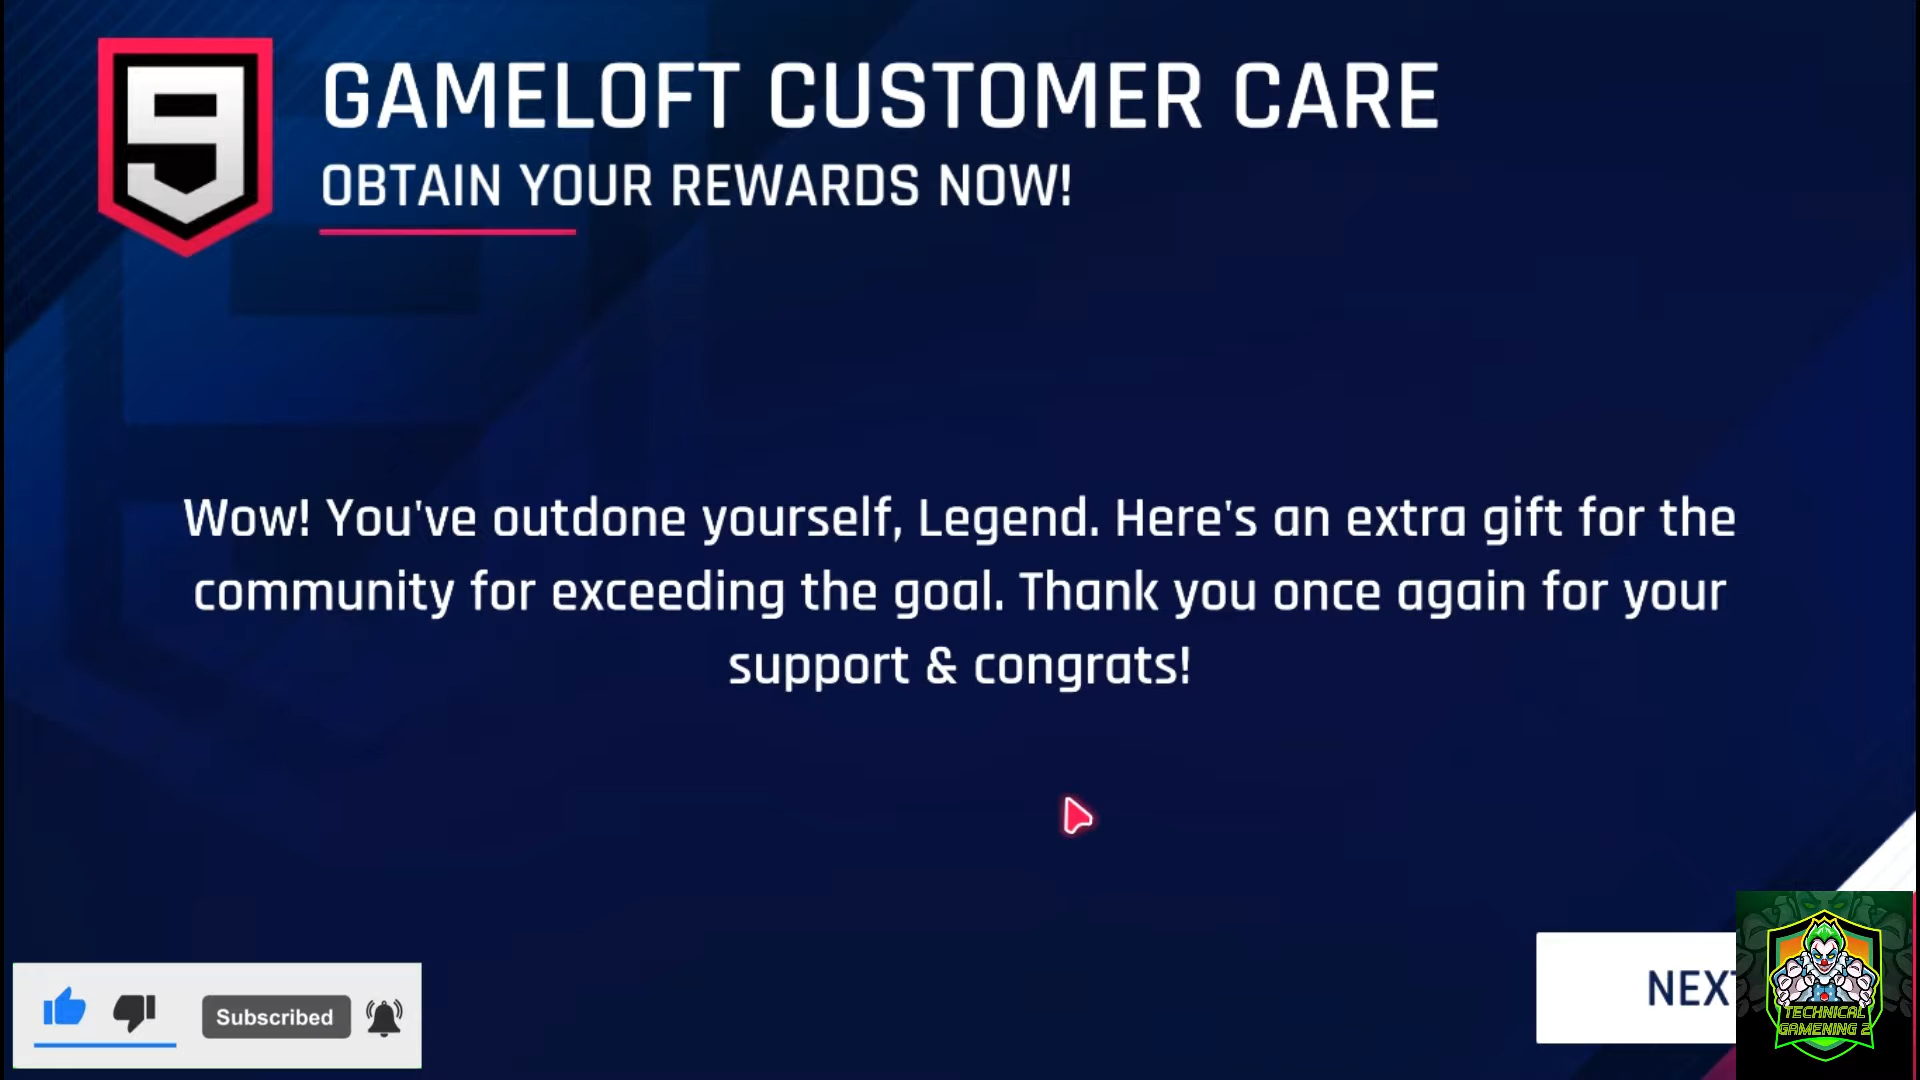 GAMELOFT CUSTOMER CARE
OBTAIN YOUR REWARDS NOW!
Wow! You've outdone yourself, Legend. Here's an extra gift for the
community for exceeding the goal. Thank you once again for your
support & congrats!
Subscribed
NEXT
TECHNICAL
GAMENING Z